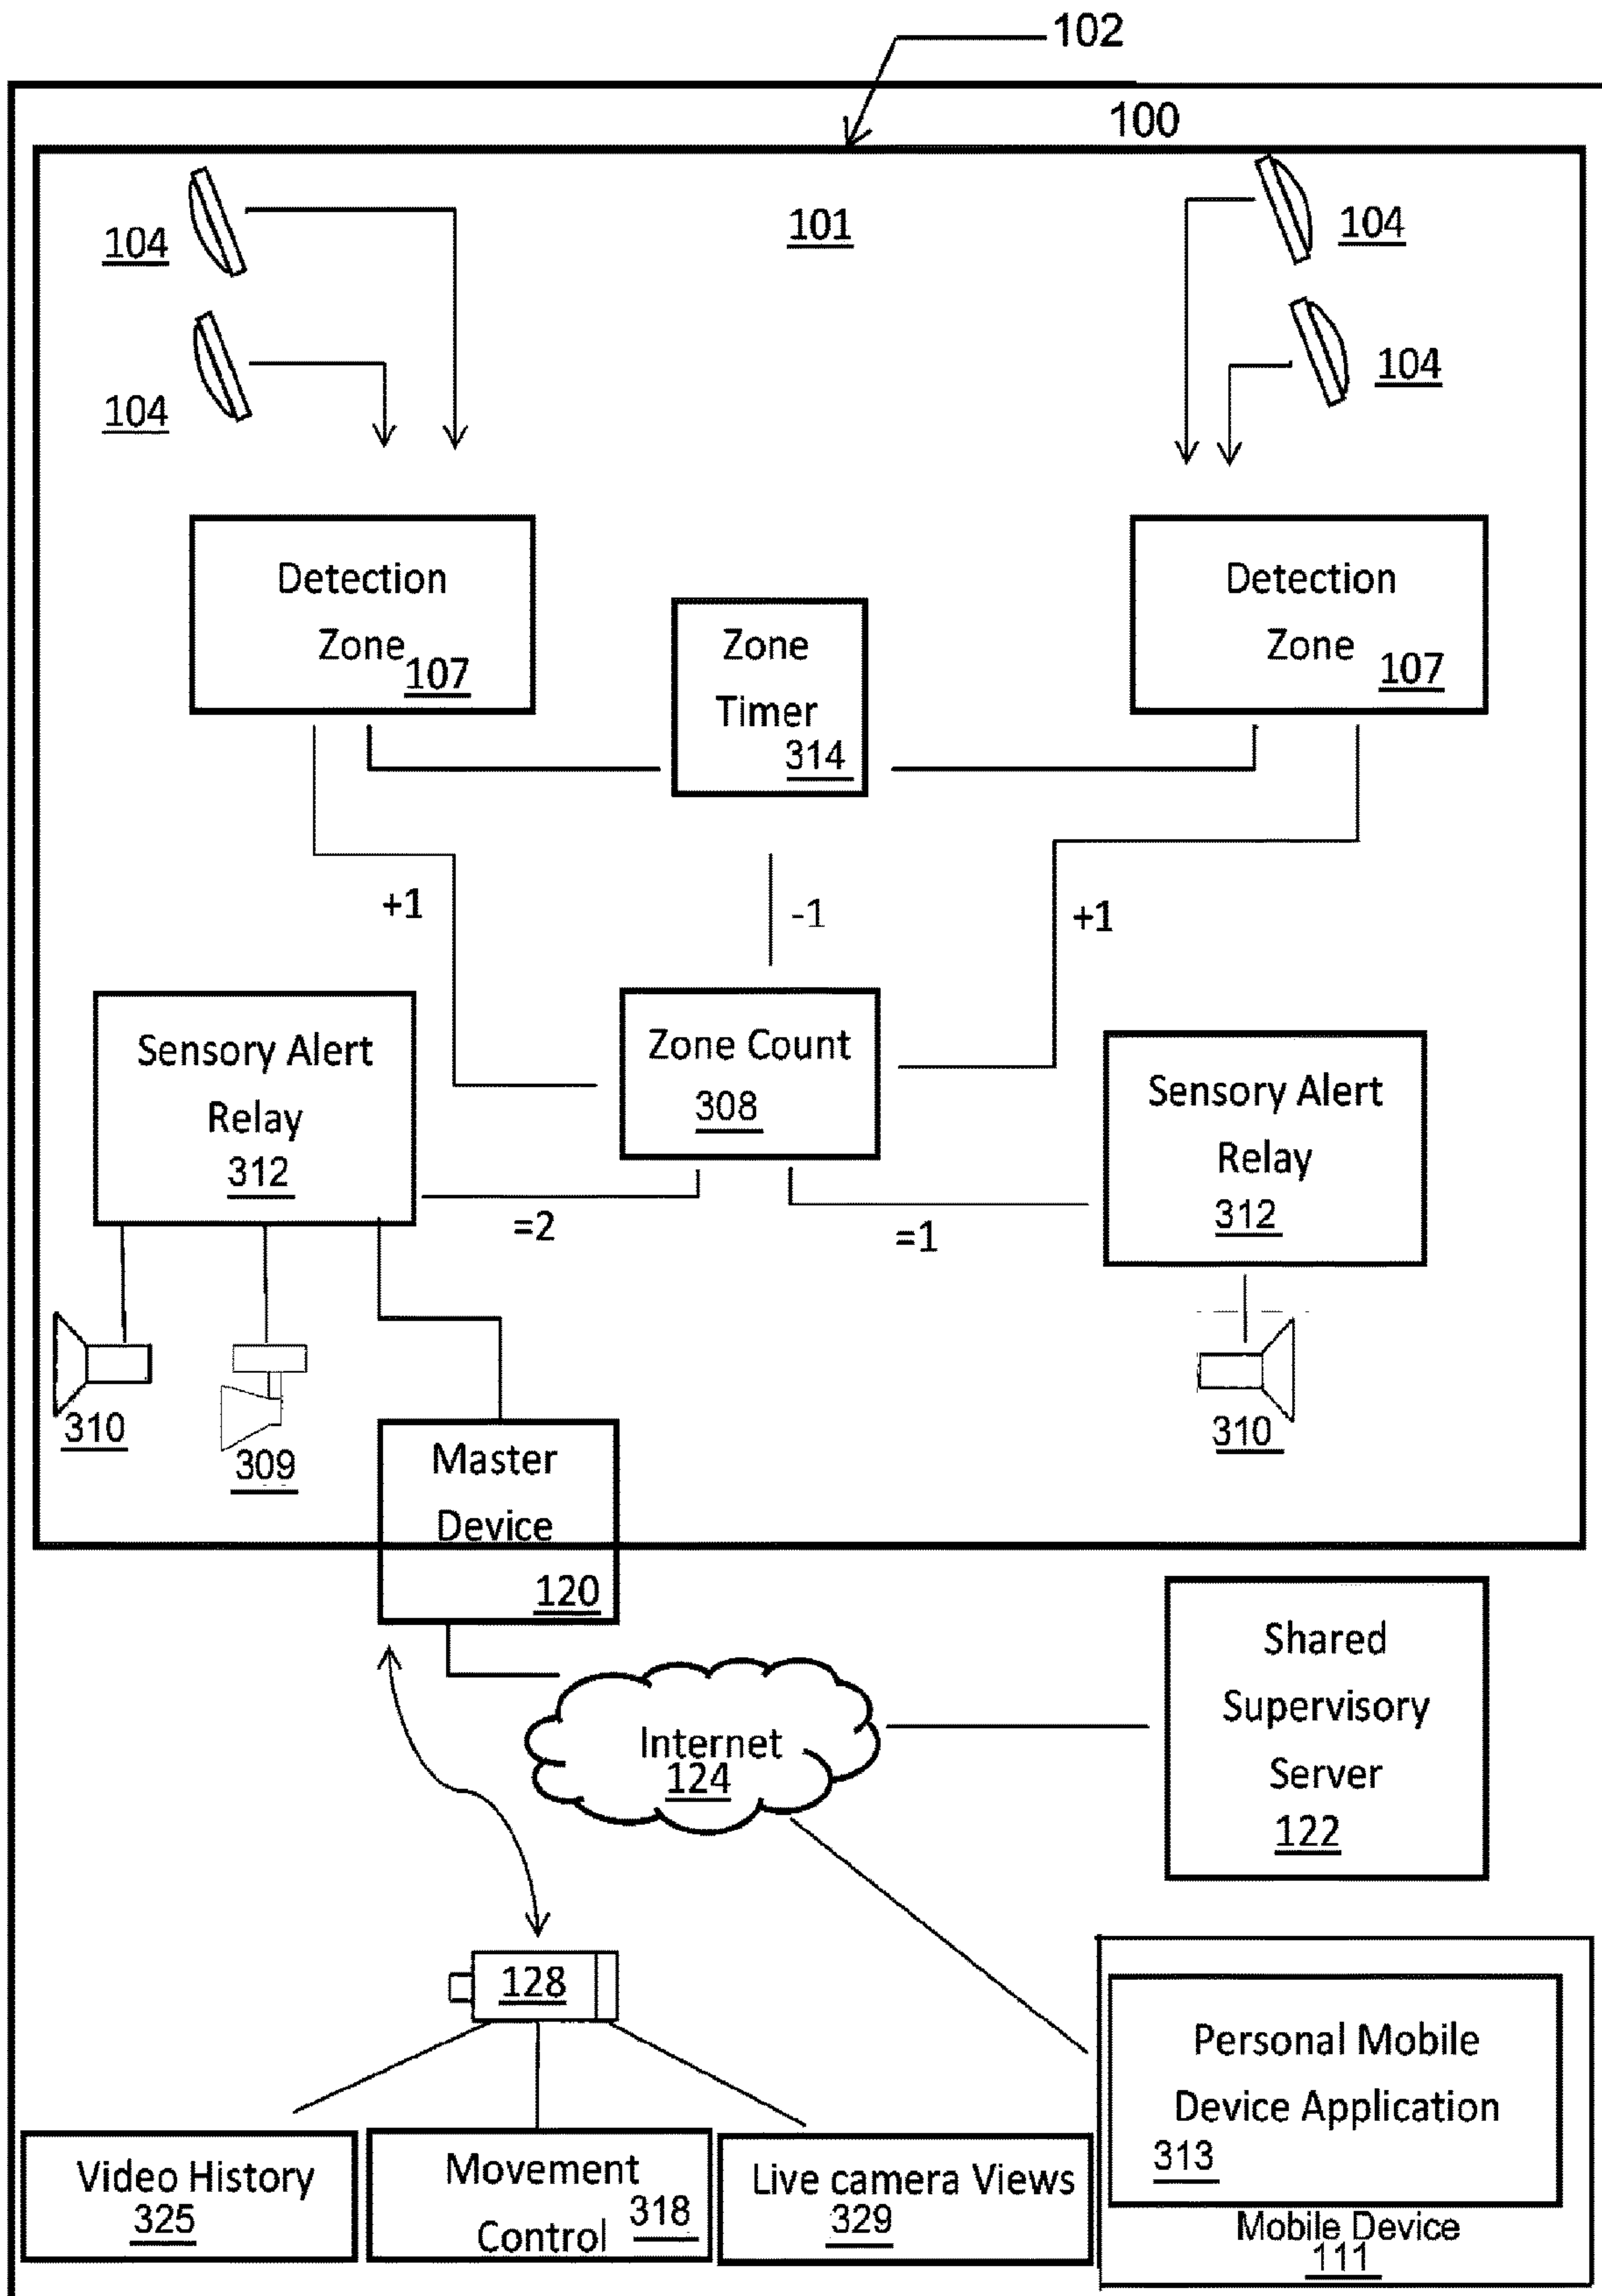 102
100
101
104
104
104
104
Detection
Zone
107
Zone
Timer
314
Detection
Zone
107
+1
-1
+1
Sensory Alert
Relay
312
Zone Count
308
Sensory Alert
Relay
312
=2
=1
310
309
310
Master
Device
120
Internet
124
Shared
Supervisory
Server
122
128
Video History
325
Movement
Control 318
Live camera Views
329
Personal Mobile
Device Application
313
Mobile Device
111